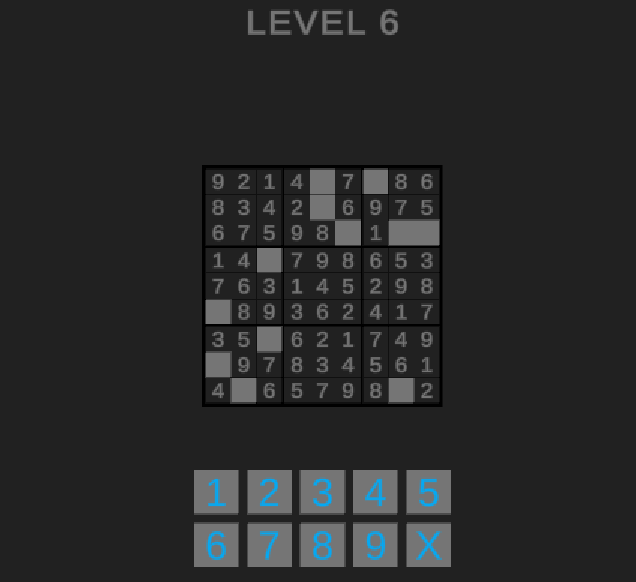 LEVEL 6
9 2 1 4 7 8 6
8 3 4 2 6 9 7 5
6 7 5 9 8 1
1 4 7 9 8 6 5 3
7 6 3 1 4 5 2 9 8
8 9 3 6 2 4 1 7
3 5 6 2 1 7 4 9
9 7 8 3 4 5 6 1
4 6 5 7 9 8 2
1 2 3 4 5
6 7 8 9 X